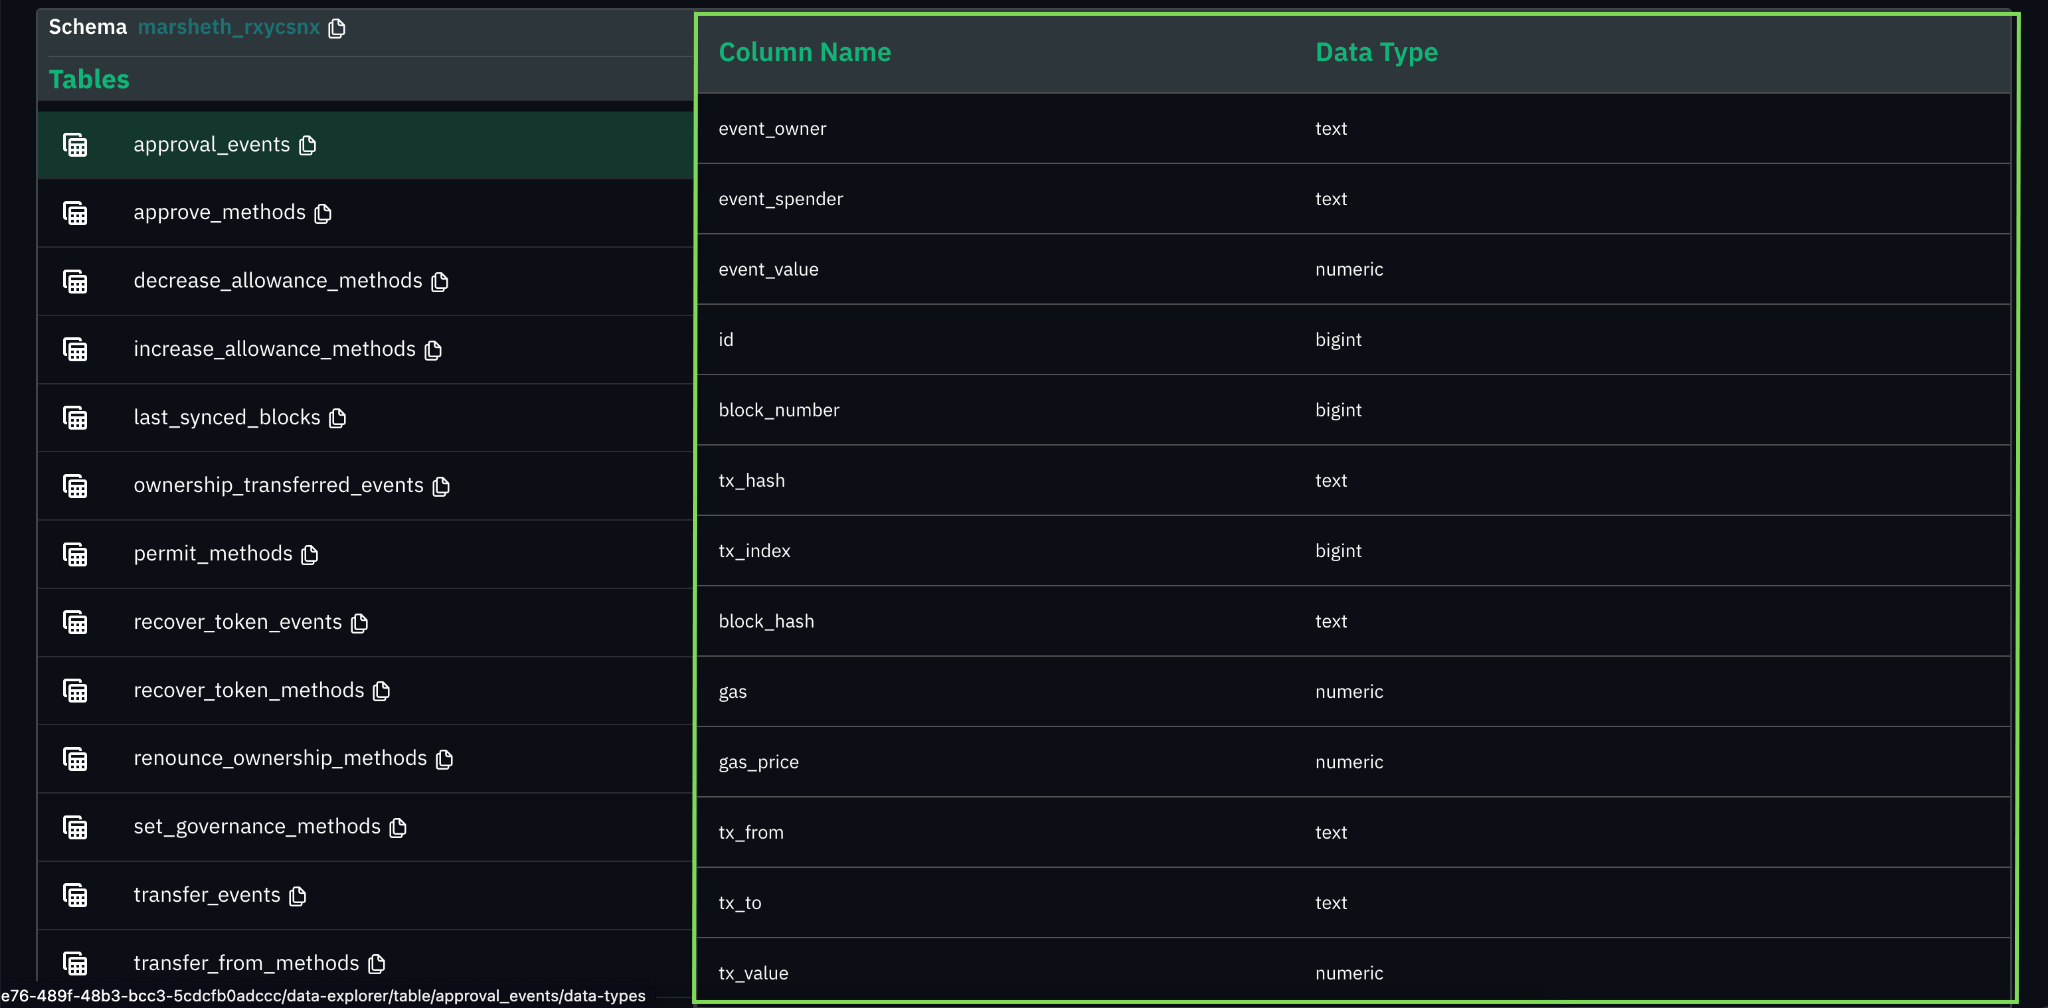 Schema marsheth_rxycsnx
Tables
approval_events
approve_methods
decrease_allowance_methods
increase_allowance_methods
last_synced_blocks
ownership_transferred_events
permit_methods
recover_token_events
recover_token_methods
renounce_ownership_methods
set_governance_methods
transfer_events
transfer_from_methods
e76-489f-48b3-bcc3-5cdcfb0adccc/data-explorer/table/approval_events/data-types
Column Name Data Type
event_owner text
event_spender text
event_value numeric
id bigint
block_number bigint
tx_hash text
tx_index bigint
block_hash text
gas numeric
gas_price numeric
tx_from text
tx_to text
tx_value numeric